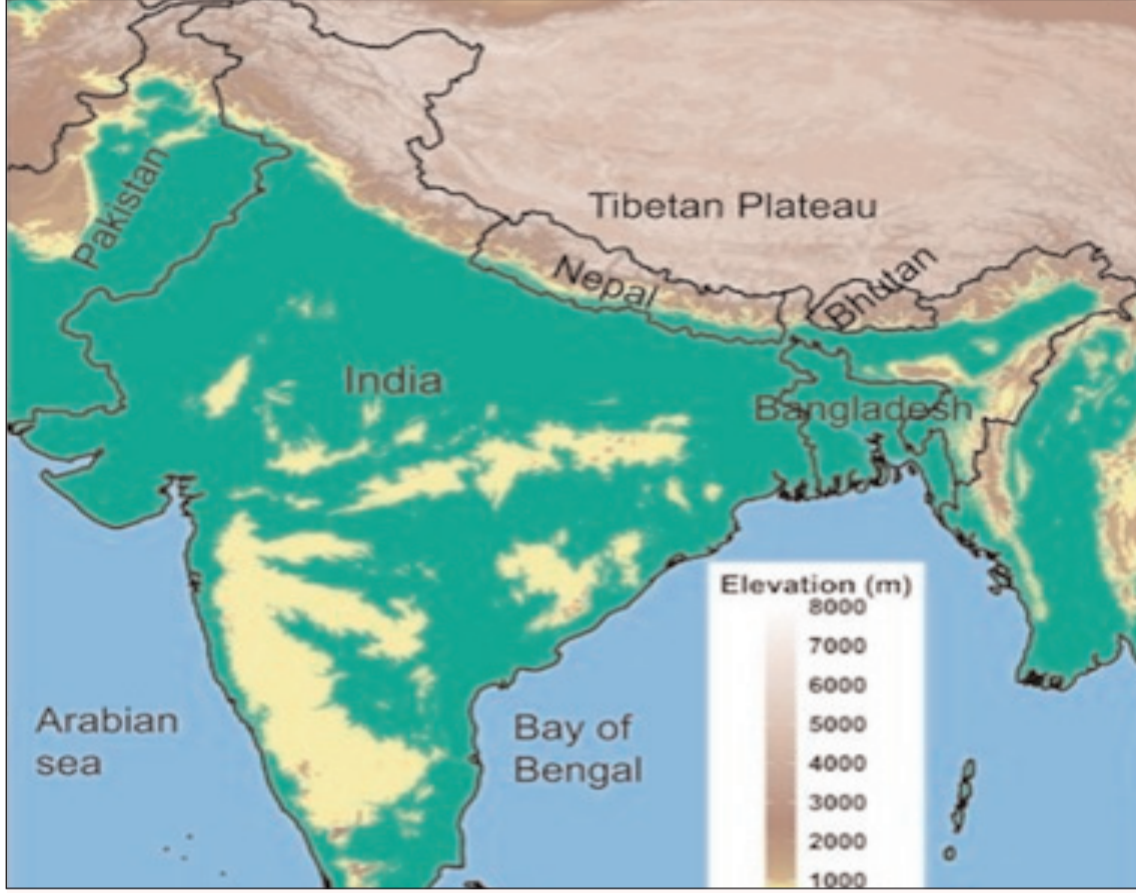 Pakistan
Tibetan Plateau
Nepal
Bhutan
India
Bangladesh
Arabian
sea
Bay of
Bengal
Elevation (m)
8000
7000
6000
5000
4000
3000
2000
1000